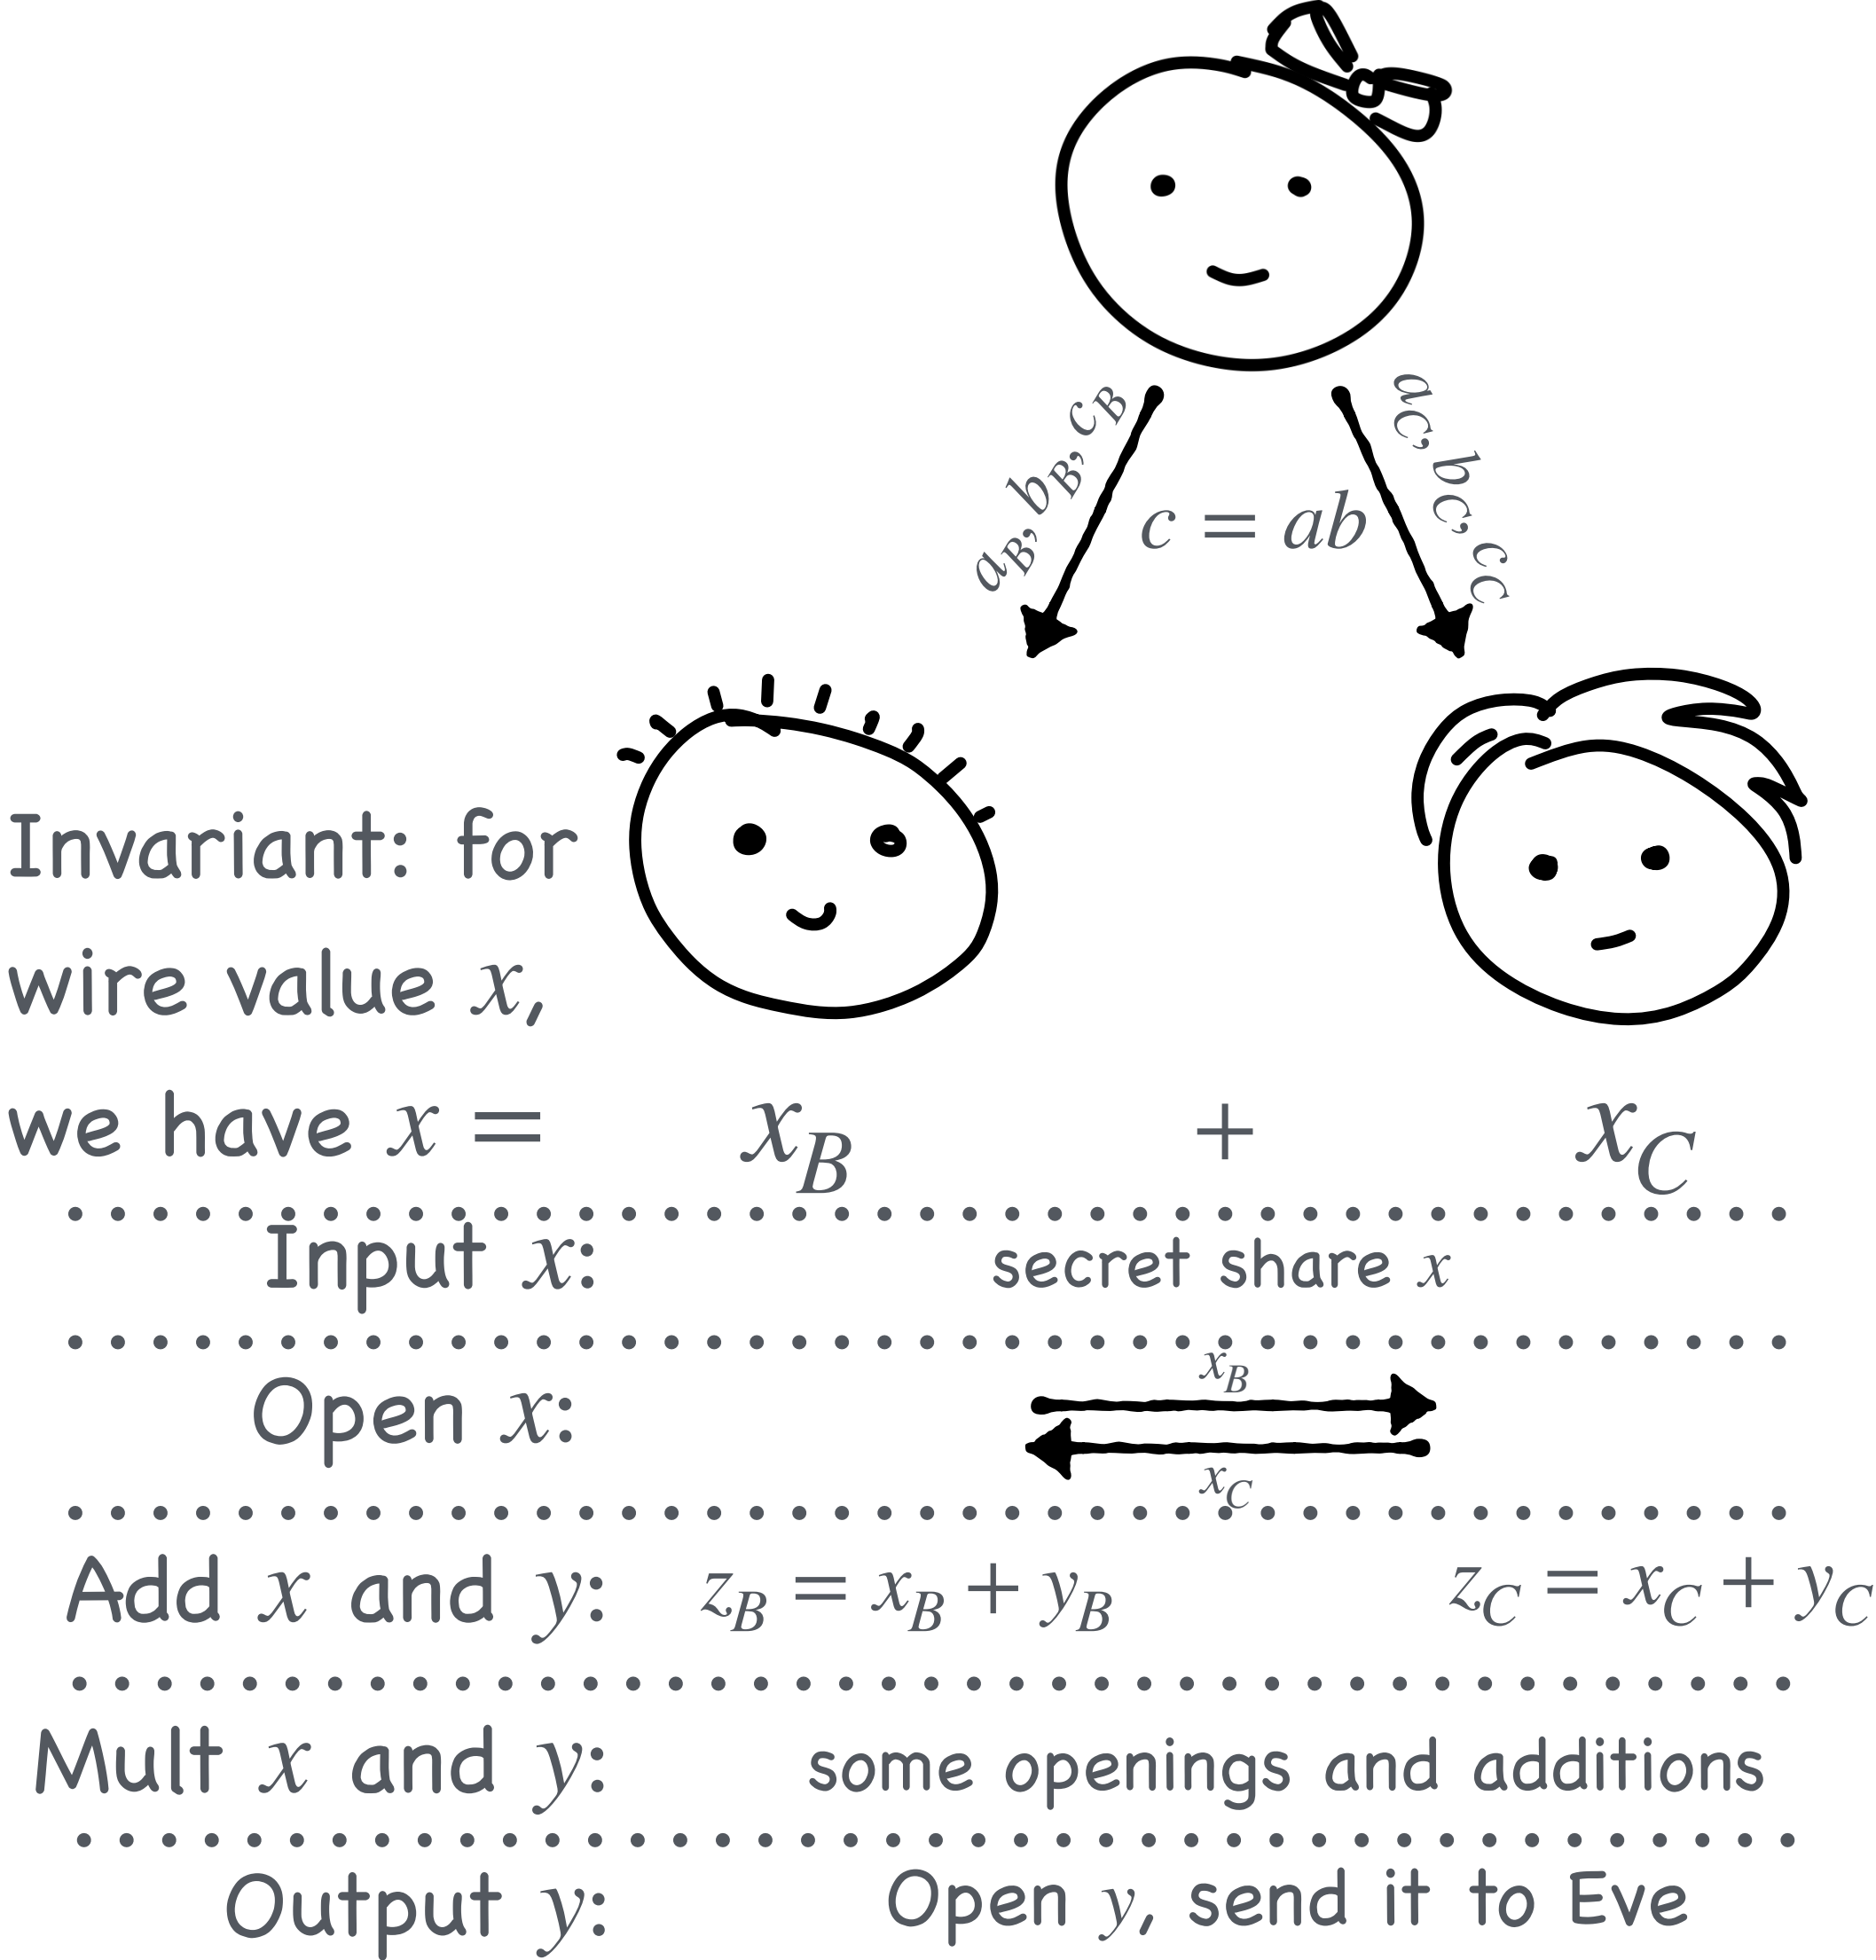 a_B, b_B, c_B
a_C, b_C, c_C
c = ab
Invariant: for
wire value x,
we have x = x_B + x_C
Input x: secret share x
Open x: x_B
x_C
Add x and y: z_B = x_B + y_B z_C = x_C + y_C
Mult x and y: some openings and additions
Output y: Open y, send it to Eve